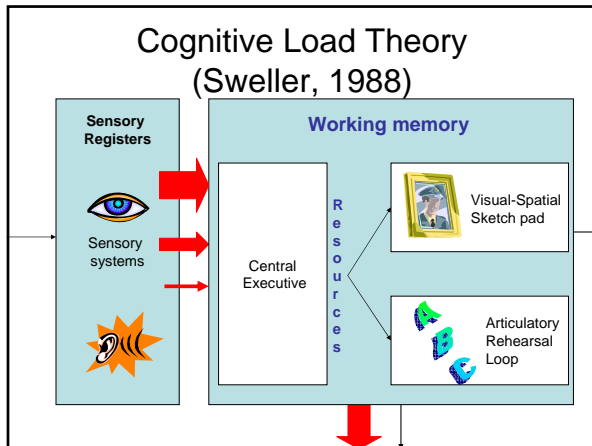 Cognitive Load Theory
(Sweller, 1988)
Sensory
Registers
Sensory
systems
Working memory
Central
Executive
Resources
Visual-Spatial
Sketch pad
A
B
C
Articulatory
Rehearsal
Loop